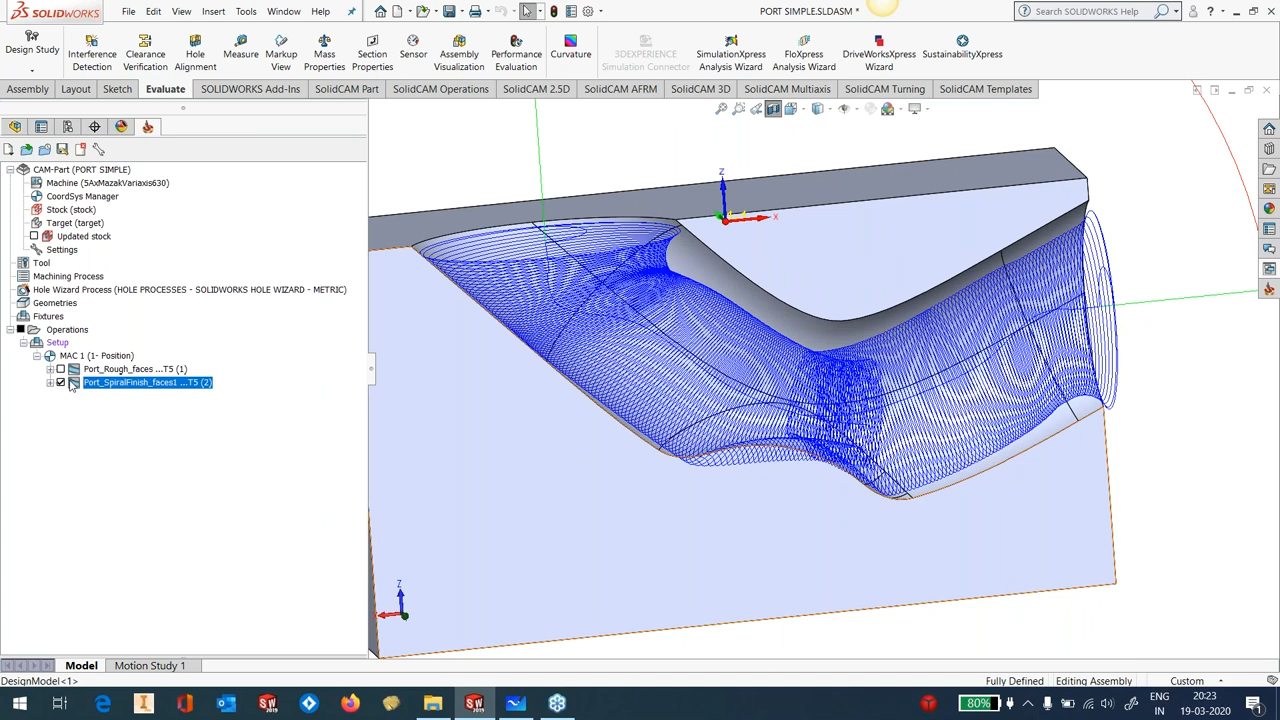 SOLIDWORKS File Edit View Insert Tools Window Help PORT SIMPLE.SLDASM * Search SOLIDWORKS Help
Design Study Interference Detection Clearance Verification Hole Alignment Measure Markup View Mass Properties Section Properties Sensor Assembly Visualization Performance Evaluation Curvature 3DEXPERIENCE Simulation Connector SimulationXpress Analysis Wizard FloXpress Analysis Wizard DriveWorksXpress Wizard SustainabilityXpress
Assembly Layout Sketch Evaluate SOLIDWORKS Add-Ins SolidCAM Part SolidCAM Operations SolidCAM 2.5D SolidCAM AFRM SolidCAM 3D SolidCAM Multiaxis SolidCAM Turning SolidCAM Templates
CAM-Part (PORT SIMPLE)
Machine (5AxMazakVariaxis630)
CoordSys Manager
Stock (stock)
Target (target)
Updated stock
Settings
Tool
Machining Process
Hole Wizard Process (HOLE PROCESSES - SOLIDWORKS HOLE WIZARD - METRIC)
Geometries
Fixtures
Operations
Setup
MAC 1 (1- Position)
Port_Rough_faces ...T5 (1)
Port_SpiralFinish_faces1 ...T5 (2)
Z
X
Z
Model Motion Study 1
DesignModel<1> Fully Defined Editing Assembly Custom
80% ENG 20:23
IN 19-03-2020